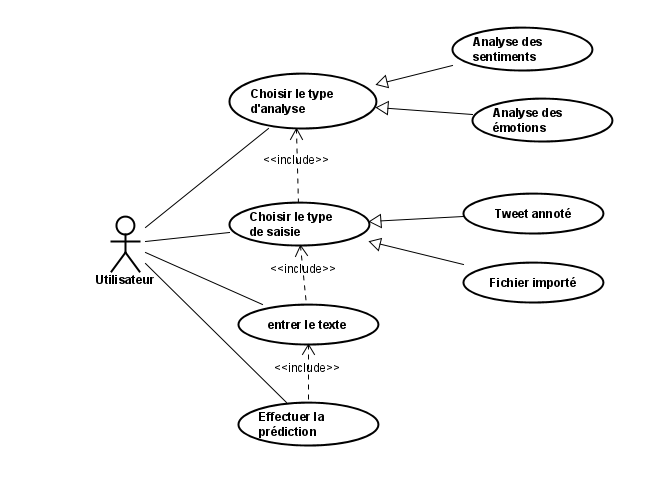 Analyse des
sentiments
Choisir le type
d'analyse
Analyse des
émotions
<<include>>
Choisir le type
de saisie
Tweet annoté
Utilisateur
<<include>>
Fichier importé
entrer le texte
<<include>>
Effectuer la
prédiction